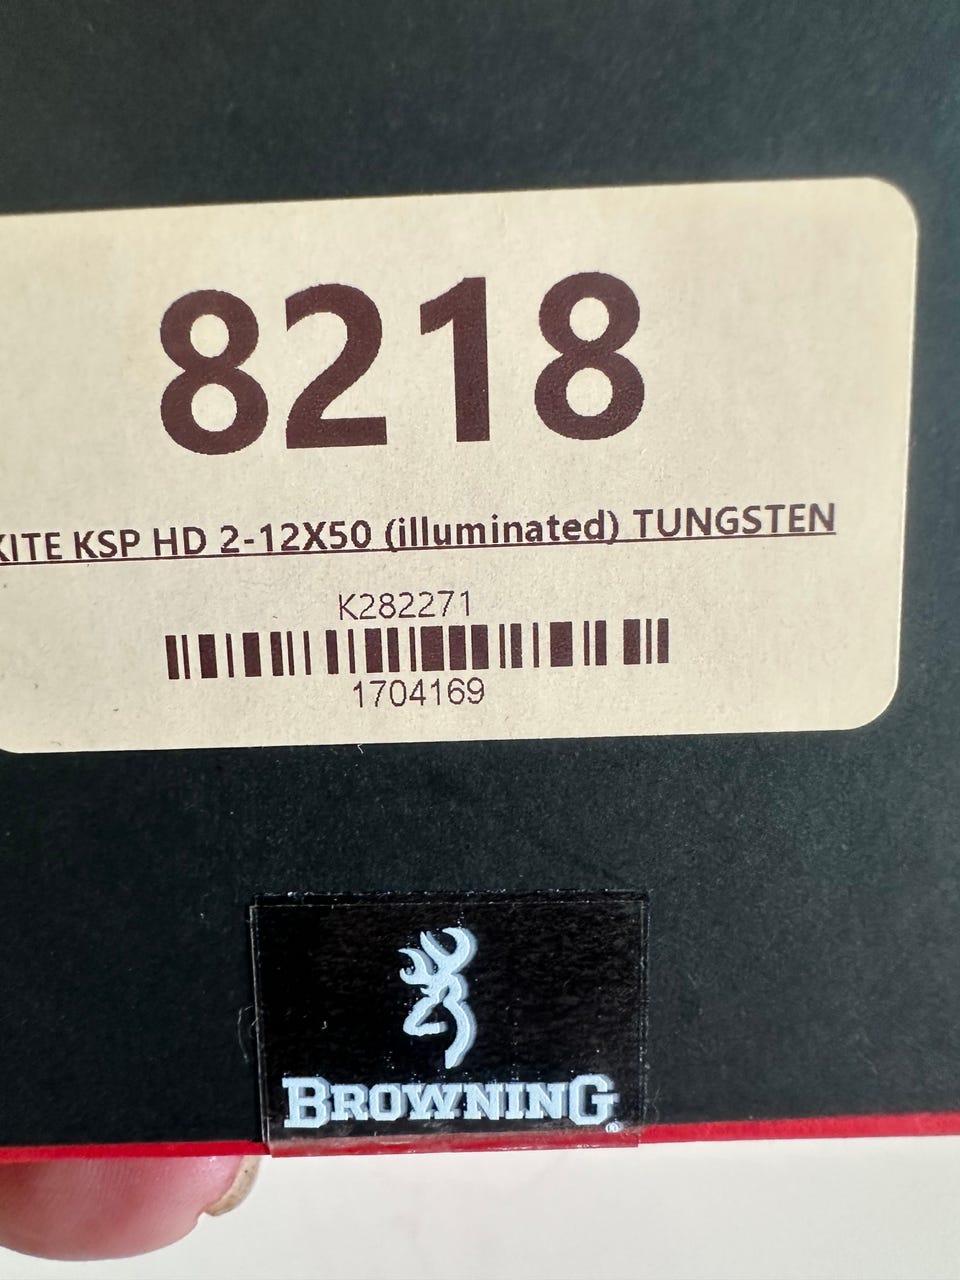 8218
KITE KSP HD 2-12X50 (illuminated) TUNGSTEN
K282271
1704169
BROWNING®